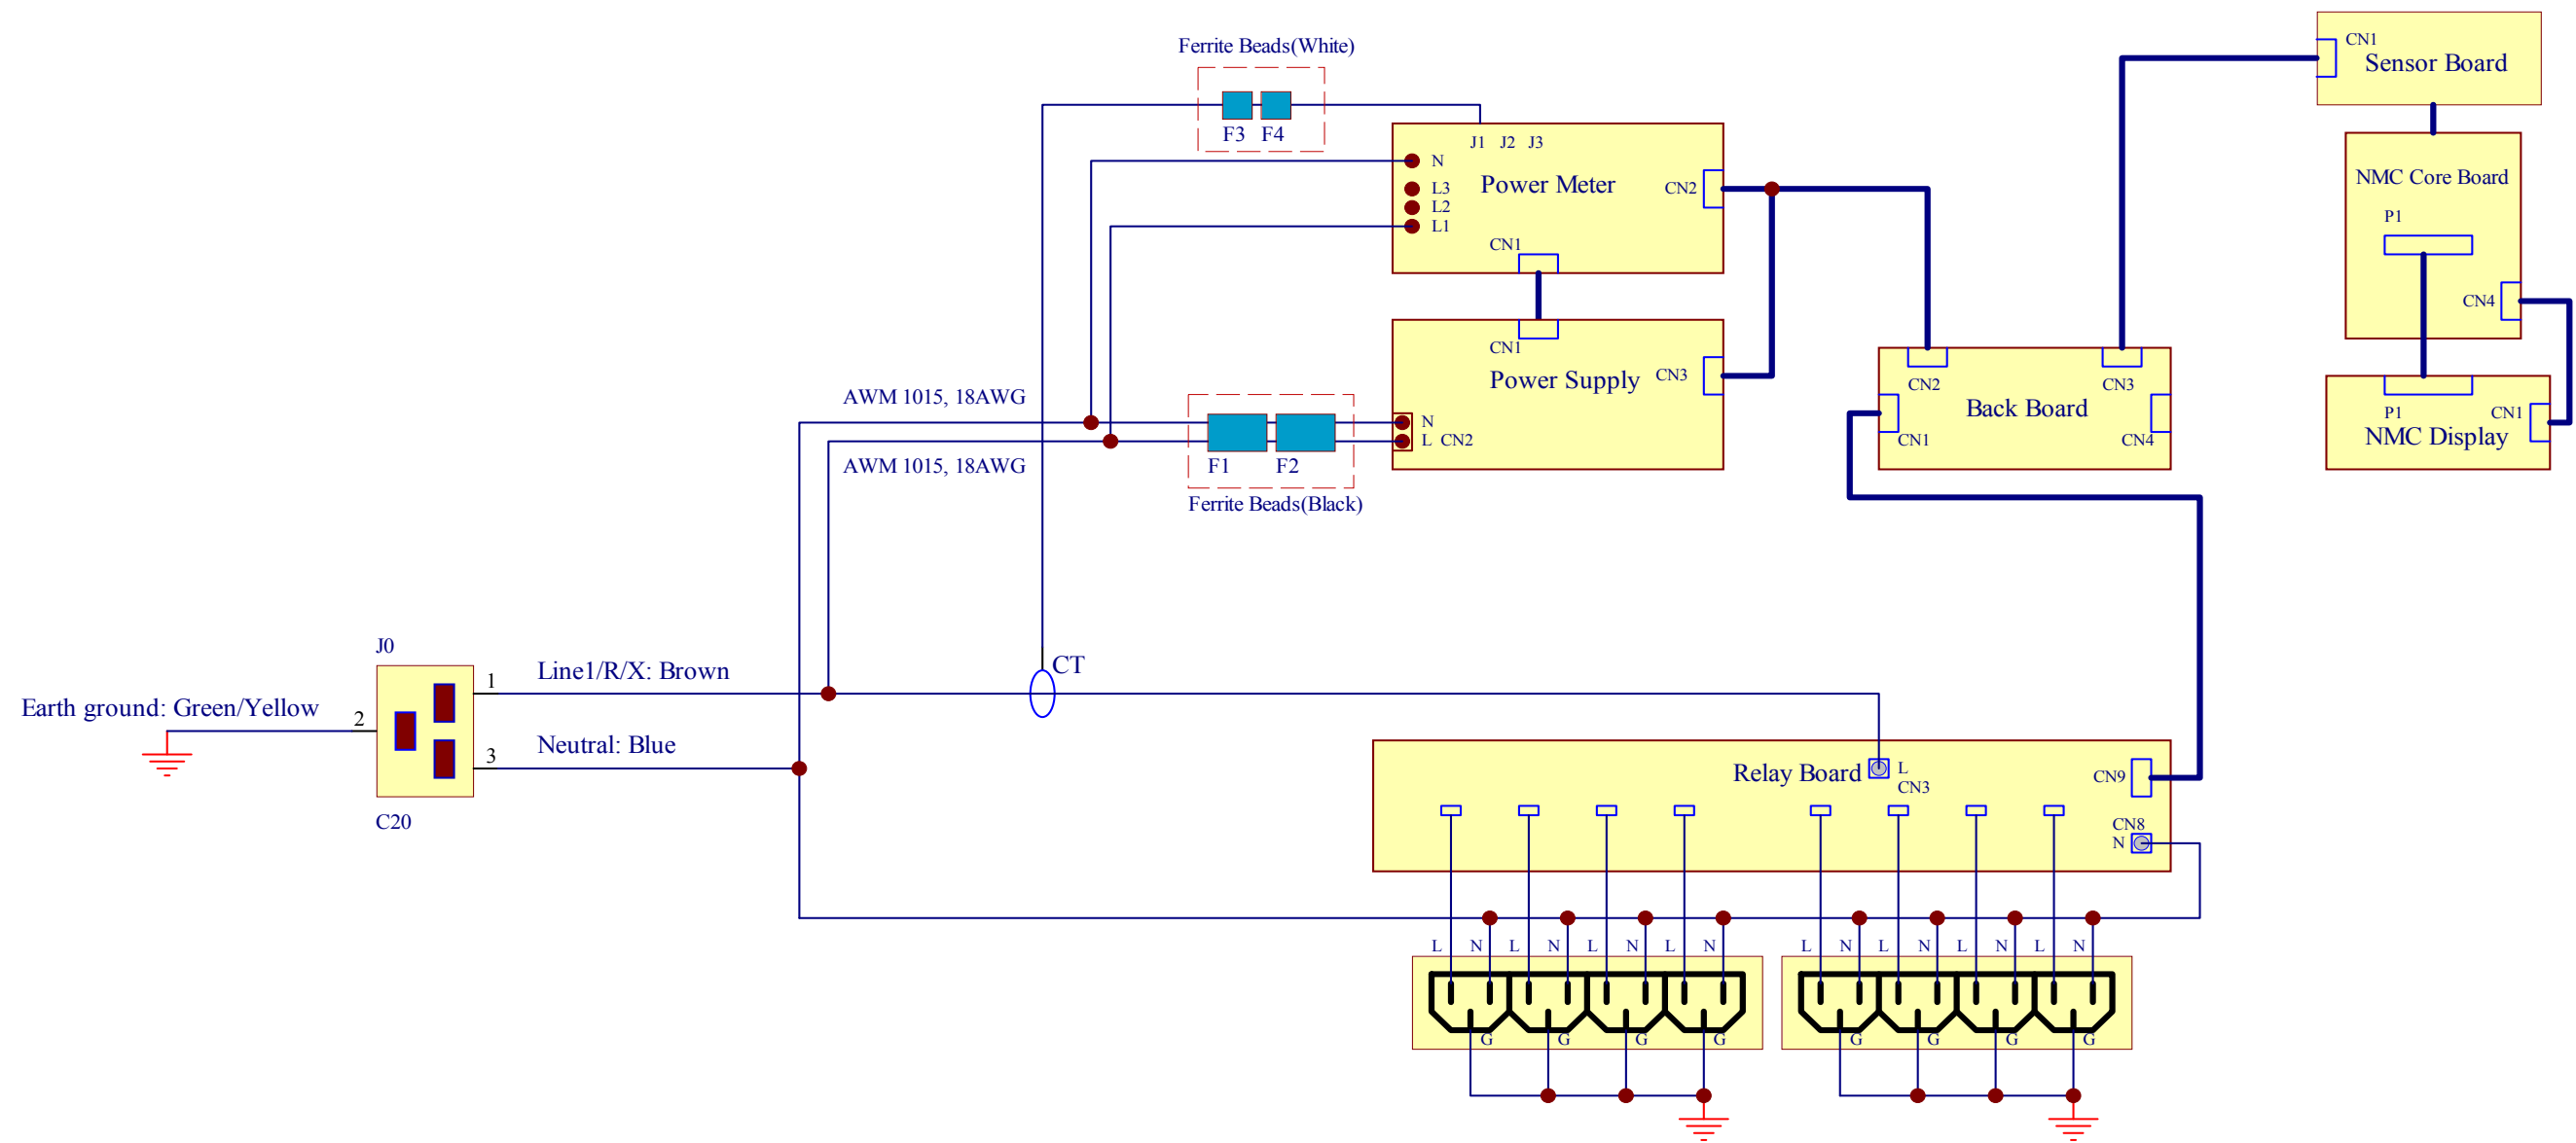 Ferrite Beads(White)
F3 F4
CN1
Sensor Board
J1 J2 J3
N
L3
L2
L1
Power Meter
CN2
CN1
NMC Core Board
P1
CN4
CN1
Power Supply
CN3
N
L CN2
AWM 1015, 18AWG
AWM 1015, 18AWG
F1 F2
Ferrite Beads(Black)
CN2
CN3
Back Board
CN1
CN4
P1
CN1
NMC Display
J0
1
2
3
C20
Line1/R/X: Brown
Earth ground: Green/Yellow
Neutral: Blue
CT
Relay Board
L
CN3
CN9
CN8
N
L N L N L N L N L N L N L N L N
G G G G G G G G